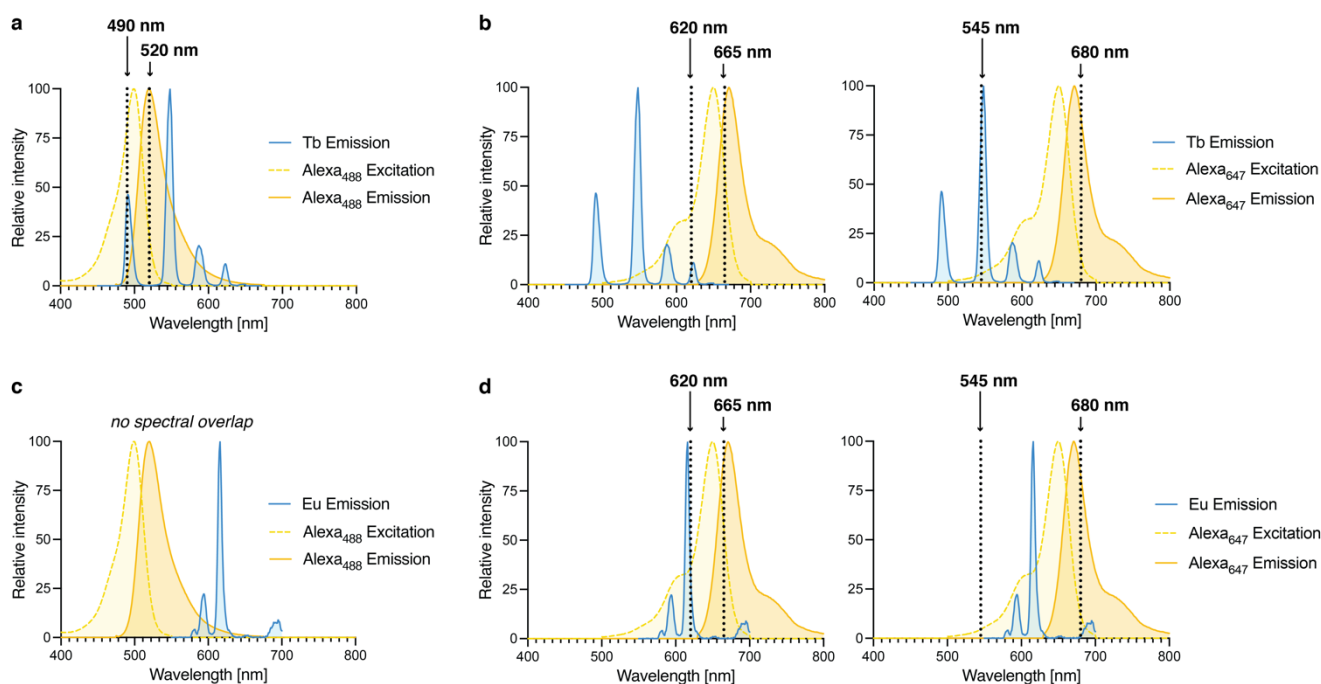 a
490 nm
520 nm
Relative intensity
100
75
50
25
0
400 500 600 700 800
Wavelength [nm]
Tb Emission
Alexa488 Excitation
Alexa488 Emission
b
620 nm
665 nm
Relative intensity
100
75
50
25
0
400 500 600 700 800
Wavelength [nm]
545 nm
680 nm
Relative intensity
100
75
50
25
0
400 500 600 700 800
Wavelength [nm]
Tb Emission
Alexa647 Excitation
Alexa647 Emission
c
no spectral overlap
Relative intensity
100
75
50
25
0
400 500 600 700 800
Wavelength [nm]
Eu Emission
Alexa488 Excitation
Alexa488 Emission
d
620 nm
665 nm
Relative intensity
100
75
50
25
0
400 500 600 700 800
Wavelength [nm]
545 nm
680 nm
Relative intensity
100
75
50
25
0
400 500 600 700 800
Wavelength [nm]
Eu Emission
Alexa647 Excitation
Alexa647 Emission